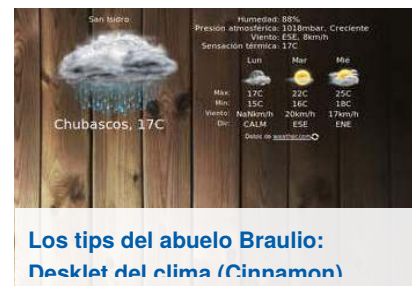 San Isidro
Humedad: 88%
Presión atmosférica: 1018mbar, Creciente
Viento: ESE, 8km/h
Sensación térmica: 17C
Lun Mar Mié
Chubascos, 17C
Máx: 17C 22C 25C
Mín: 15C 16C 18C
Viento: NaNkm/h 20km/h 17km/h
Dir: CALM ESE ENE
Datos de weather.com
Los tips del abuelo Braulio:
Desklet del clima (Cinnamon)